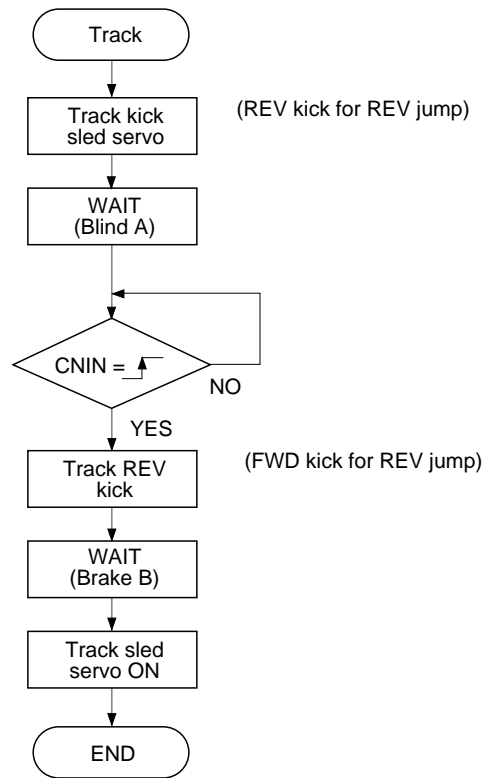 Track
Track kick
sled servo
(REV kick for REV jump)
WAIT
(Blind A)
CNIN =
NO
YES
Track REV
kick
(FWD kick for REV jump)
WAIT
(Brake B)
Track sled
servo ON
END